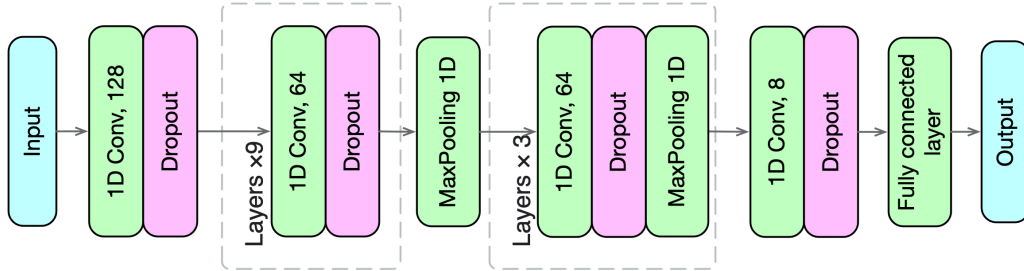 Input
1D Conv, 128
Dropout
Layers ×9
1D Conv, 64
Dropout
MaxPooling 1D
Layers × 3
1D Conv, 64
Dropout
MaxPooling 1D
1D Conv, 8
Dropout
Fully connected
layer
Output